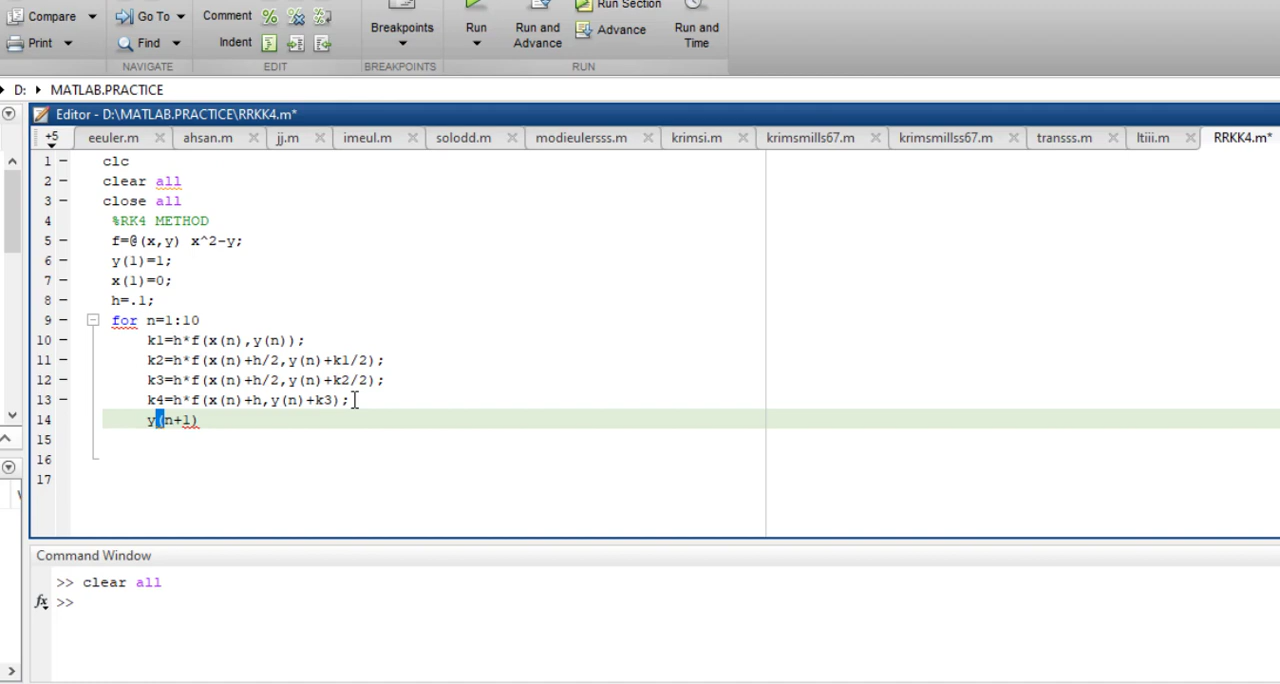 Compare Go To Comment Breakpoints Run Run and Advance Run Section Advance Run and Time
Print Find Indent
NAVIGATE EDIT BREAKPOINTS RUN
D: MATLAB.PRACTICE
Editor - D:\MATLAB.PRACTICE\RRKK4.m*
+5 eeuler.m ahsan.m jj.m imeul.m solodd.m modieulersss.m krimsi.m krimsmills67.m krimsmillss67.m transss.m ltiii.m RRKK4.m*
1 clc
2 clear all
3 close all
4 %RK4 METHOD
5 f=@(x,y) x^2-y;
6 y(1)=1;
7 x(1)=0;
8 h=.1;
9 for n=1:10
10 k1=h*f(x(n),y(n));
11 k2=h*f(x(n)+h/2,y(n)+k1/2);
12 k3=h*f(x(n)+h/2,y(n)+k2/2);
13 k4=h*f(x(n)+h,y(n)+k3);
14 y(n+1)
15
16
17
Command Window
>> clear all
fx >>